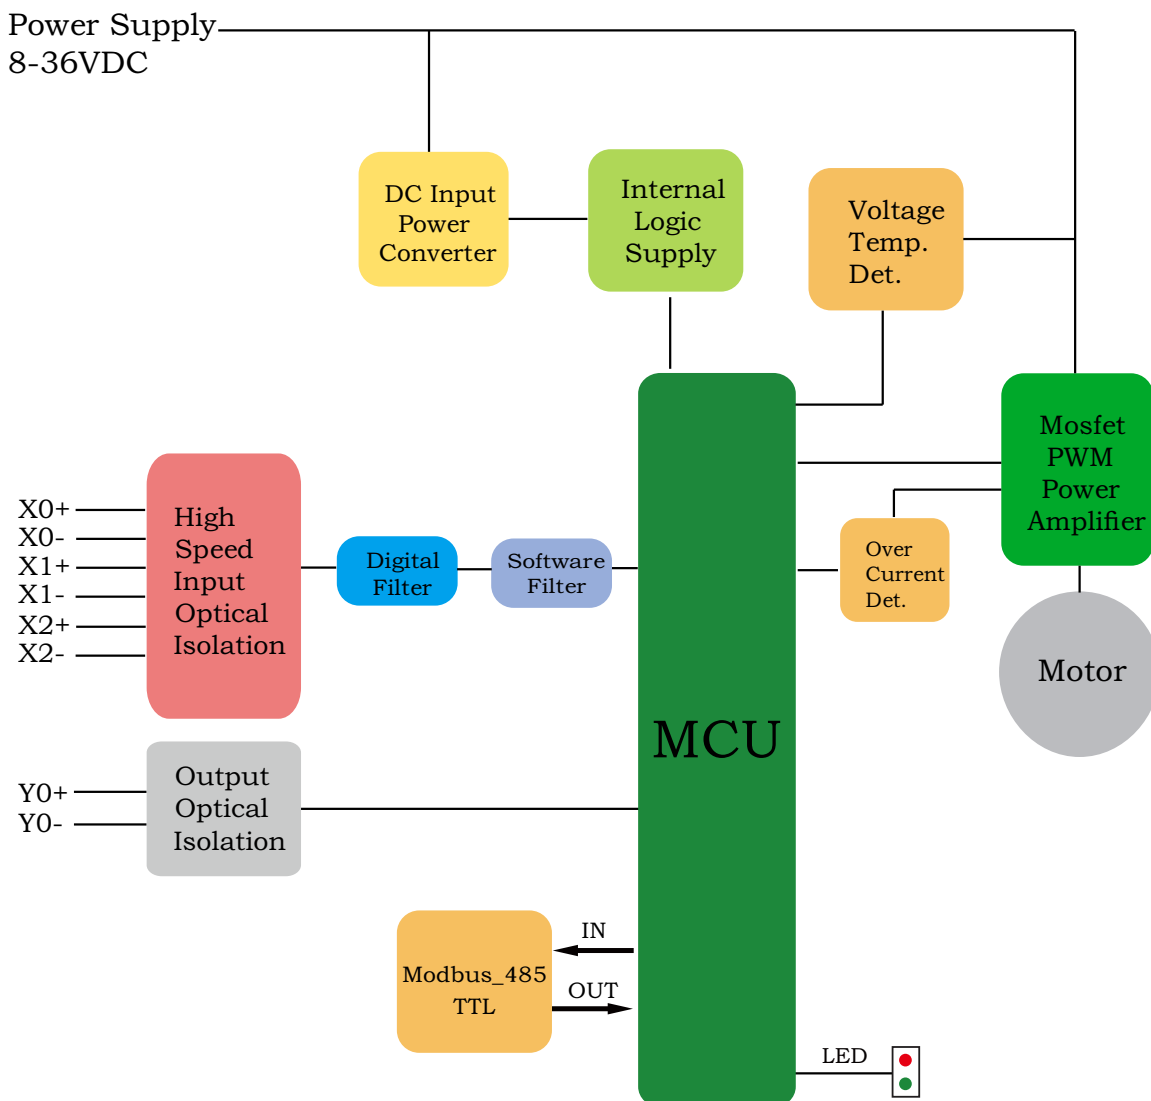 Power Supply
8-36VDC
DC Input
Power
Converter
Internal
Logic
Supply
Voltage
Temp.
Det.
Mosfet
PWM
Power
Amplifier
X0+
X0-
X1+
X1-
X2+
X2-
High
Speed
Input
Optical
Isolation
Digital
Filter
Software
Filter
Over
Current
Det.
Motor
MCU
Y0+
Y0-
Output
Optical
Isolation
IN
Modbus_485
TTL
OUT
LED